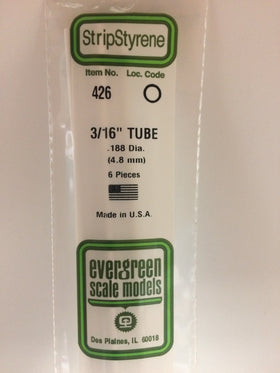 StripStyrene
Item No. Loc. Code
426
3/16" TUBE
.188 Dia.
(4.8 mm)
6 Pieces
Made in U.S.A.
evergreen
scale models
Des Plaines, IL 60018